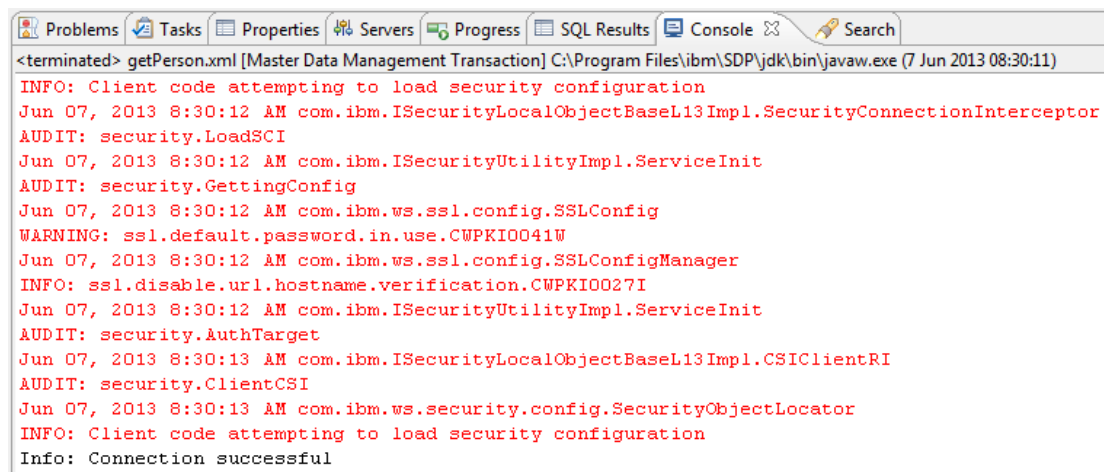 Problems Tasks Properties Servers Progress SQL Results Console Search
<terminated> getPerson.xml [Master Data Management Transaction] C:\Program Files\ibm\SDP\jdk\bin\javaw.exe (7 Jun 2013 08:30:11)
INFO: Client code attempting to load security configuration
Jun 07, 2013 8:30:12 AM com.ibm.ISecurityLocalObjectBaseL13Impl.SecurityConnectionInterceptor
AUDIT: security.LoadSCI
Jun 07, 2013 8:30:12 AM com.ibm.ISecurityUtilityImpl.ServiceInit
AUDIT: security.GettingConfig
Jun 07, 2013 8:30:12 AM com.ibm.ws.ssl.config.SSLConfig
WARNING: ssl.default.password.in.use.CWPKI0041W
Jun 07, 2013 8:30:12 AM com.ibm.ws.ssl.config.SSLConfigManager
INFO: ssl.disable.url.hostname.verification.CWPKI0027I
Jun 07, 2013 8:30:12 AM com.ibm.ISecurityUtilityImpl.ServiceInit
AUDIT: security.AuthTarget
Jun 07, 2013 8:30:13 AM com.ibm.ISecurityLocalObjectBaseL13Impl.CSIClientRI
AUDIT: security.ClientCSI
Jun 07, 2013 8:30:13 AM com.ibm.ws.security.config.SecurityObjectLocator
INFO: Client code attempting to load security configuration
Info: Connection successful